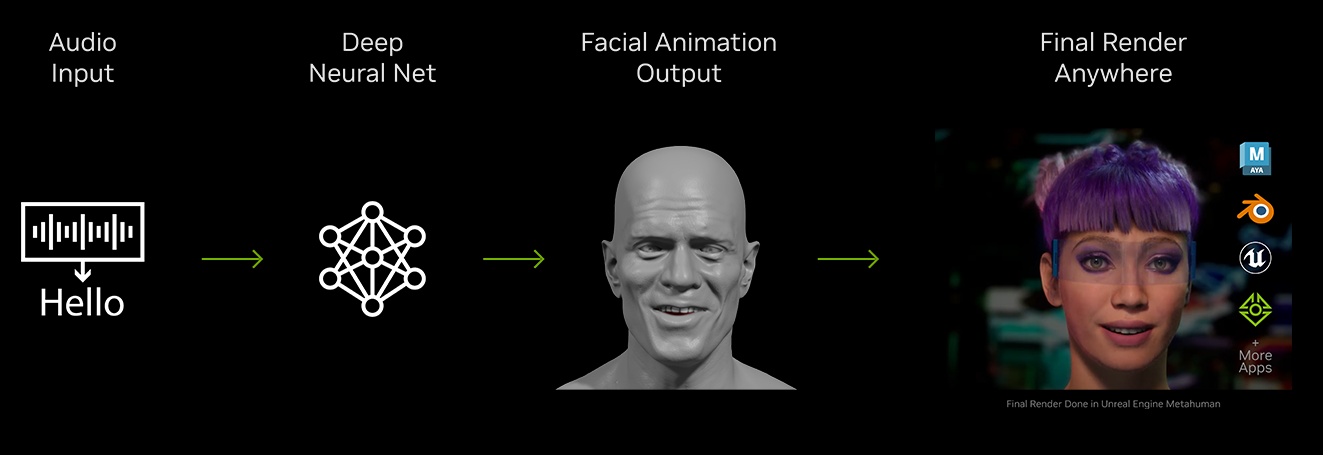 Audio
Input
Deep
Neural Net
Facial Animation
Output
Final Render
Anywhere
Hello
M
AYA
+
More
Apps
Final Render Done in Unreal Engine Metahuman